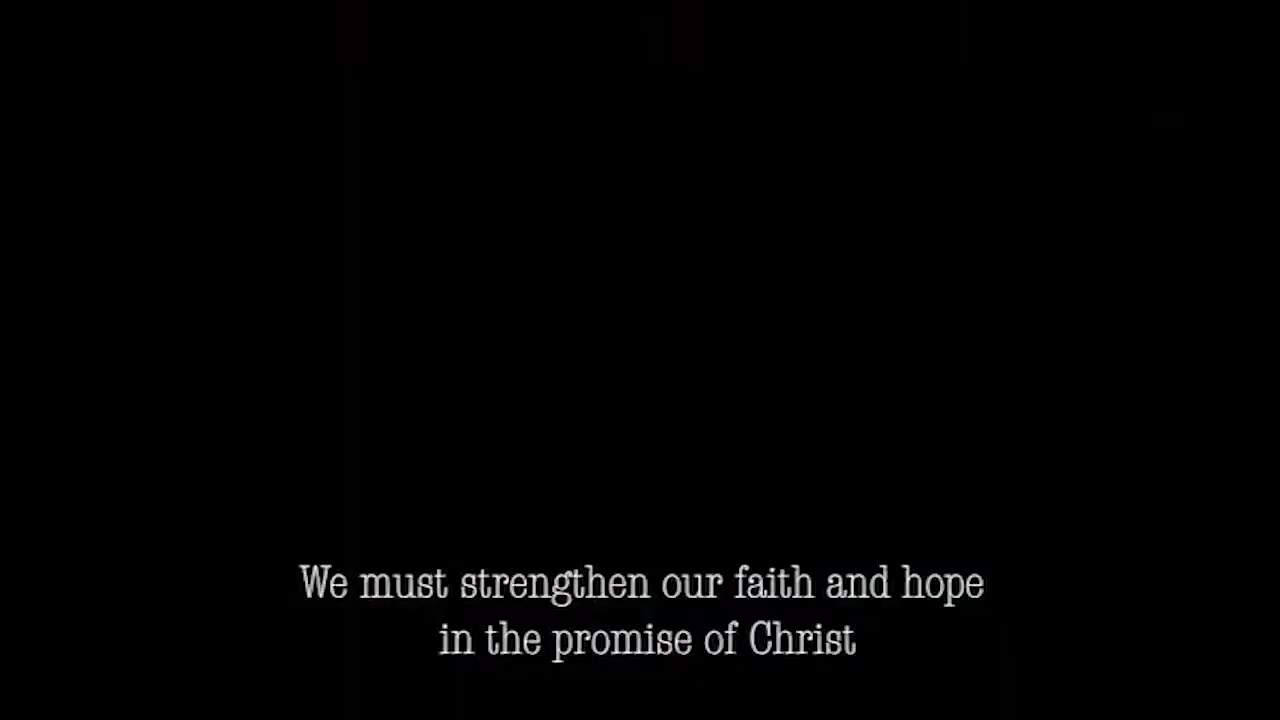 We must strengthen our faith and hope
in the promise of Christ